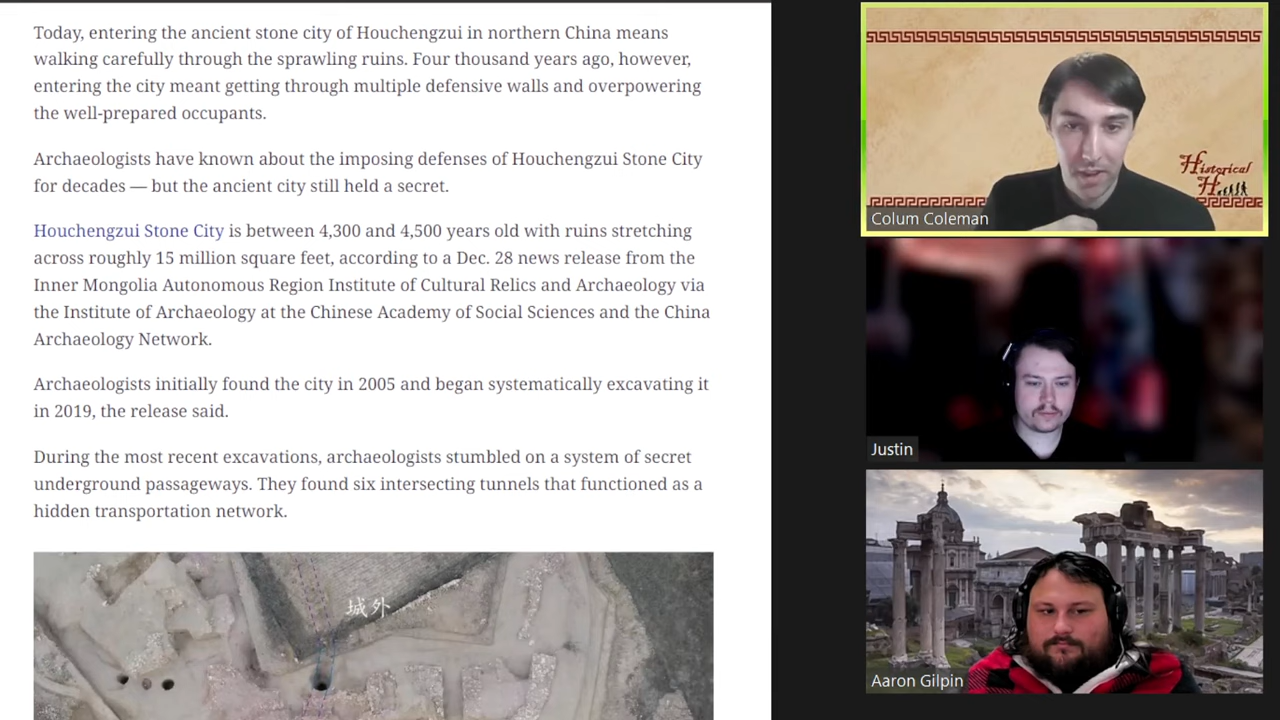 Today, entering the ancient stone city of Houchengzui in northern China means
walking carefully through the sprawling ruins. Four thousand years ago, however,
entering the city meant getting through multiple defensive walls and overpowering
the well-prepared occupants.
Archaeologists have known about the imposing defenses of Houchengzui Stone City
for decades — but the ancient city still held a secret.
Houchengzui Stone City is between 4,300 and 4,500 years old with ruins stretching
across roughly 15 million square feet, according to a Dec. 28 news release from the
Inner Mongolia Autonomous Region Institute of Cultural Relics and Archaeology via
the Institute of Archaeology at the Chinese Academy of Social Sciences and the China
Archaeology Network.
Archaeologists initially found the city in 2005 and began systematically excavating it
in 2019, the release said.
During the most recent excavations, archaeologists stumbled on a system of secret
underground passageways. They found six intersecting tunnels that functioned as a
hidden transportation network.
城外
Historical
H
Colum Coleman
Justin
Aaron Gilpin